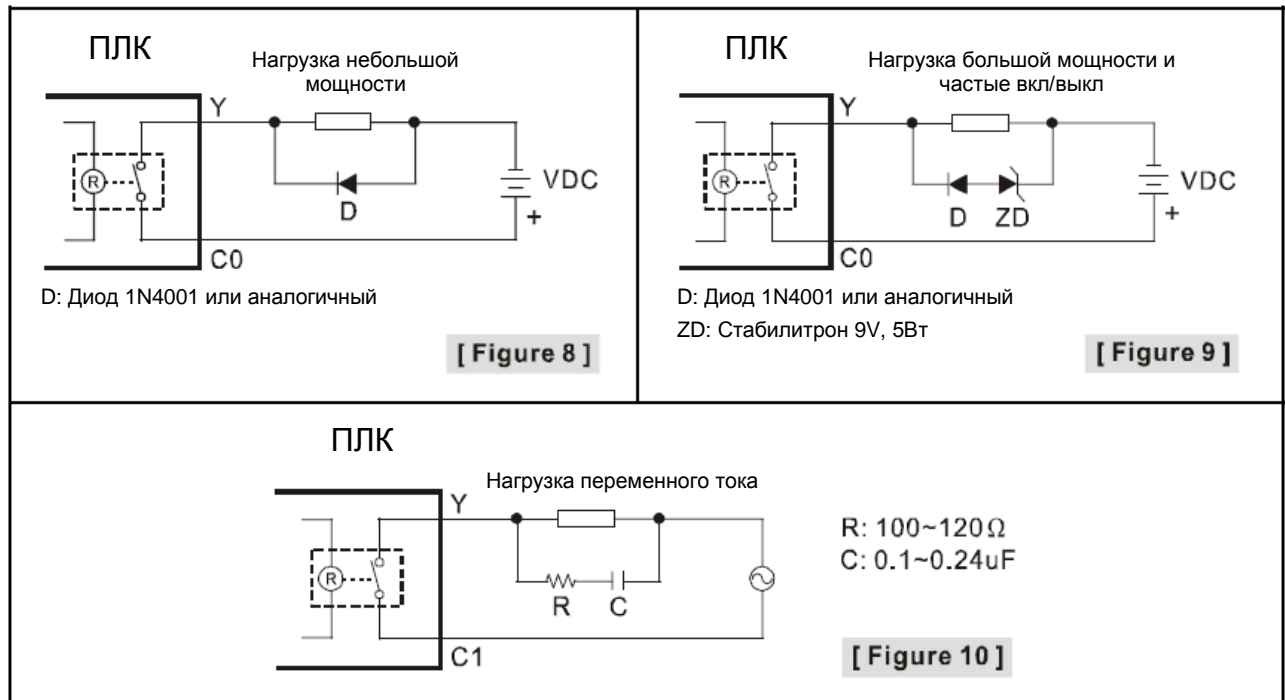 ПЛК
Нагрузка небольшой
мощности
Y
R
D
VDC
+
C0
D: Диод 1N4001 или аналогичный
[ Figure 8 ]
ПЛК
Нагрузка большой мощности и
частые вкл/выкл
Y
R
D ZD
VDC
+
C0
D: Диод 1N4001 или аналогичный
ZD: Стабилитрон 9V, 5Вт
[ Figure 9 ]
ПЛК
Нагрузка переменного тока
Y
R
R C
C1
R: 100~120Ω
C: 0.1~0.24uF
[ Figure 10 ]